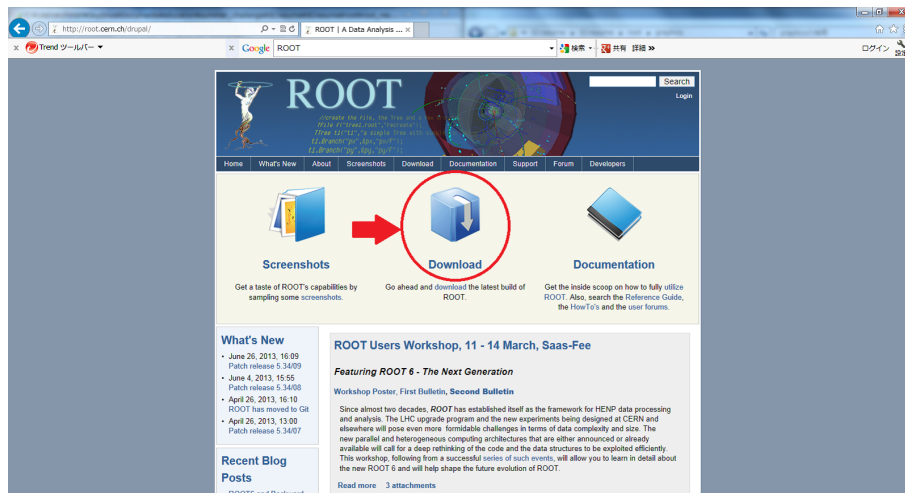 http://root.cern.ch/drupal/
ROOT | A Data Analysis ...
x Trend ツールバー
x Google ROOT
検索
共有
詳細 »
ログイン
設定
ROOT
Search
Login
//create the file, the Tree and a
Home What's New About Screenshots Download Documentation Support Forum Developers
Screenshots
Get a taste of ROOT's capabilities by
sampling some screenshots.
Download
Go ahead and download the latest build of
ROOT.
Documentation
Get the inside scoop on how to fully utilize
ROOT. Also, search the Reference Guide,
the HowTo's and the user forums.
What's New
• June 26, 2013, 16:09
Patch release 5.34/09
• June 4, 2013, 15:55
Patch release 5.34/08
• April 26, 2013, 16:10
ROOT has moved to Git
• April 26, 2013, 13:00
Patch release 5.34/07
Recent Blog
Posts
ROOT Users Workshop, 11 - 14 March, Saas-Fee
Featuring ROOT 6 - The Next Generation
Workshop Poster, First Bulletin, Second Bulletin
Since almost two decades, ROOT has established itself as the framework for HENP data processing
and analysis. The LHC upgrade program and the new experiments being designed at CERN and
elsewhere will pose even more formidable challenges in terms of data complexity and size. The
new parallel and heterogeneous computing architectures that are either announced or already
available will call for a deep rethinking of the code and the data structures to be exploited efficiently.
This workshop, following from a successful series of such events, will allow you to learn in detail about
the new ROOT 6 and will help shape the future evolution of ROOT.
Read more 3 attachments